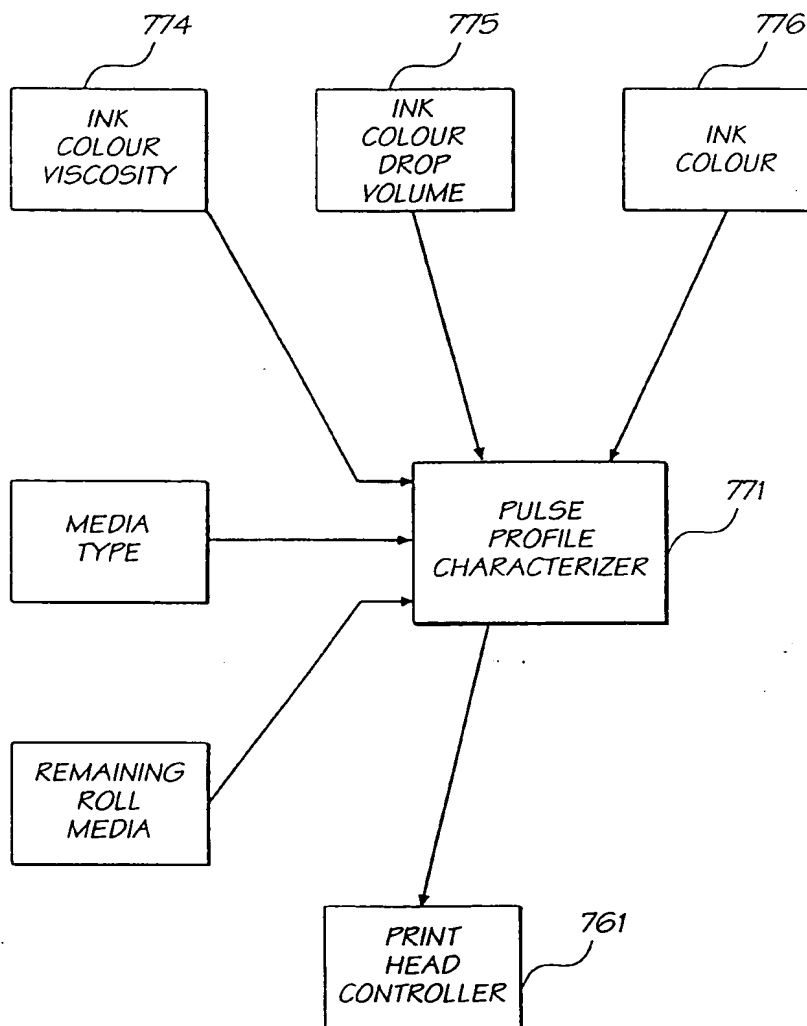 774
775
776
INK
COLOUR
VISCOSITY
INK
COLOUR
DROP
VOLUME
INK
COLOUR
MEDIA
TYPE
PULSE
PROFILE
CHARACTERIZER
771
REMAINING
ROLL
MEDIA
PRINT
HEAD
CONTROLLER
761